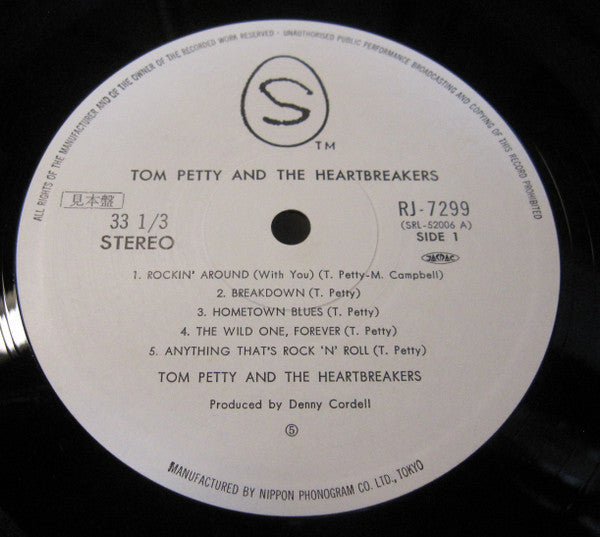 ALL RIGHTS OF THE MANUFACTURER AND OF THE OWNER OF THE RECORDED WORK RESERVED - UNAUTHORISED PUBLIC PERFORMANCE BROADCASTING AND COPYING OF THIS RECORD PROHIBITED
S
TM
TOM PETTY AND THE HEARTBREAKERS
見本盤
33 1/3
STEREO
RJ-7299
(SRL-52006 A)
SIDE 1
JASRAC
1. ROCKIN' AROUND (With You) (T. Petty-M. Campbell)
2. BREAKDOWN (T. Petty)
3. HOMETOWN BLUES (T. Petty)
4. THE WILD ONE, FOREVER (T. Petty)
5. ANYTHING THAT'S ROCK 'N' ROLL (T. Petty)
TOM PETTY AND THE HEARTBREAKERS
Produced by Denny Cordell
⑤
MANUFACTURED BY NIPPON PHONOGRAM CO. LTD., TOKYO